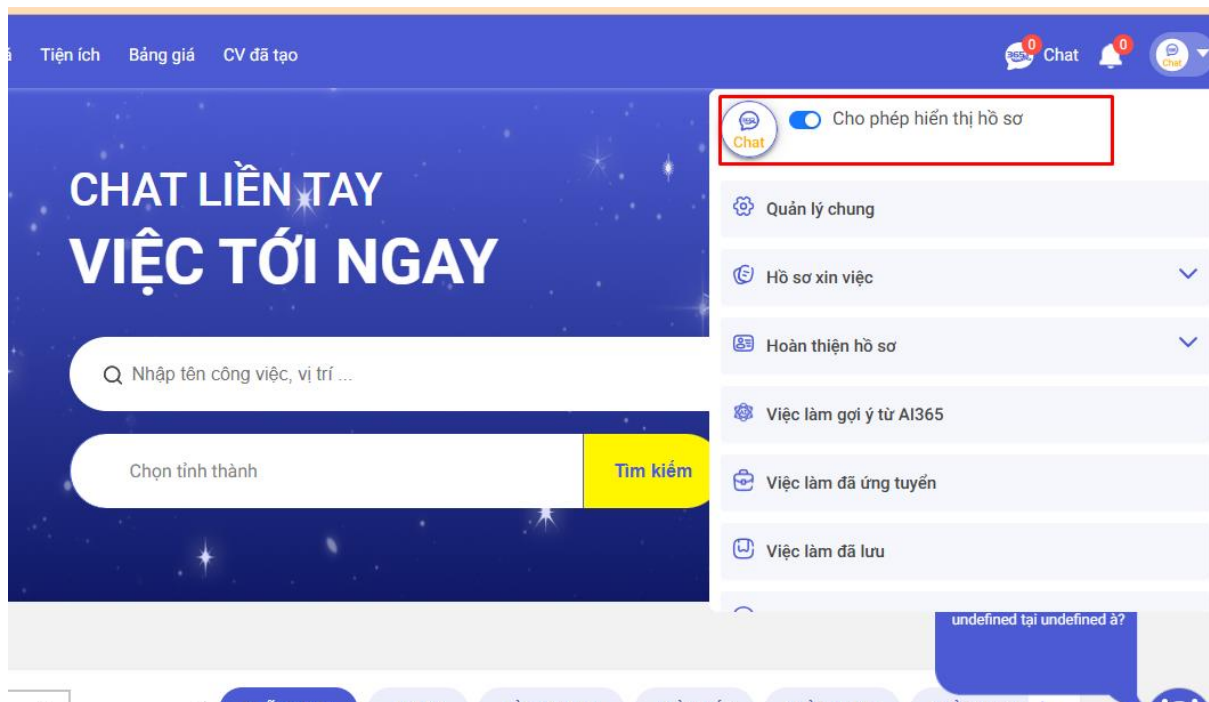 Tiện ích Bảng giá CV đã tạo 0 Chat 0 Chat
Chat Cho phép hiển thị hồ sơ
CHAT LIỀN TAY
VIỆC TỚI NGAY
Quản lý chung
Hồ sơ xin việc
Hoàn thiện hồ sơ
Nhập tên công việc, vị trí ...
Việc làm gợi ý từ AI365
Chọn tỉnh thành Tìm kiếm
Việc làm đã ứng tuyển
Việc làm đã lưu
undefined tại undefined à?